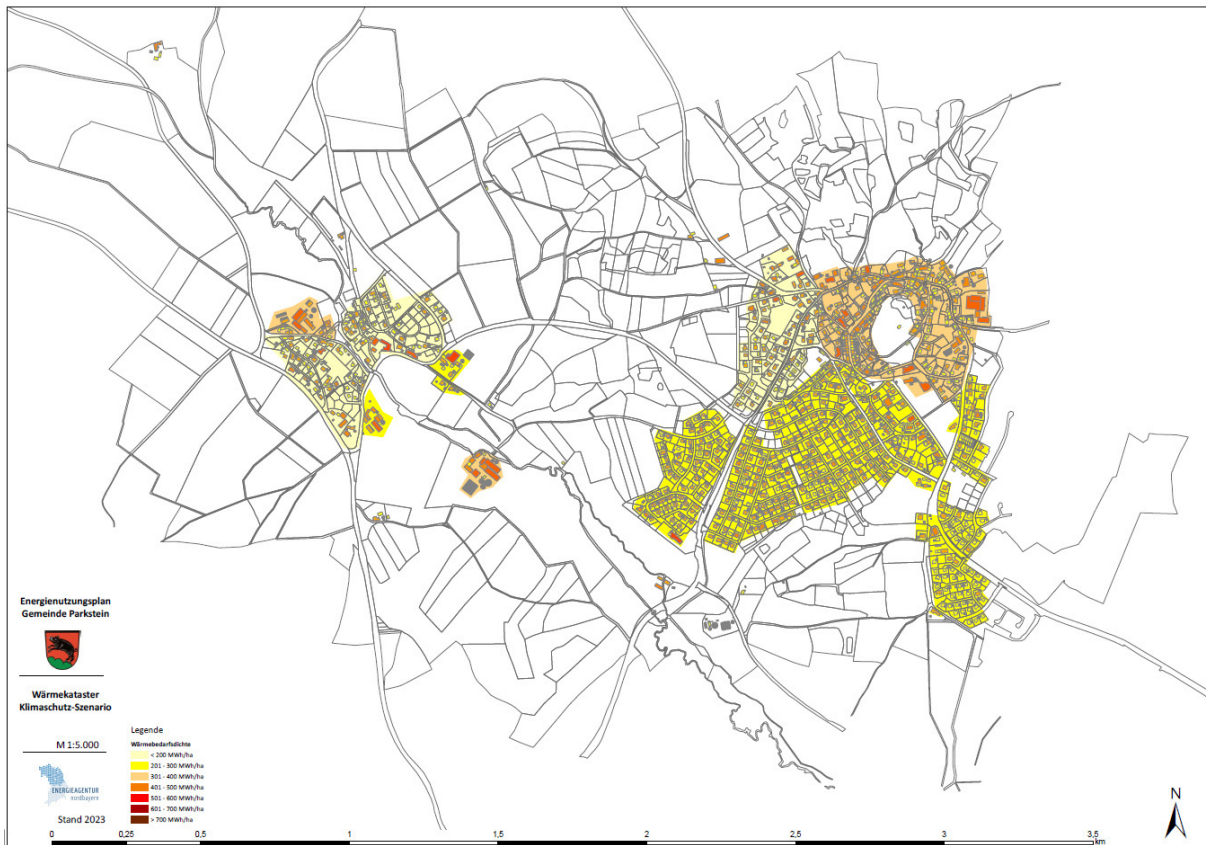 Energienutzungsplan
Gemeinde Parkstein
Wärmekataster
Klimaschutz-Szenario
M 1:5.000
ENERGIEAGENTUR
nordbayern
Stand 2023
Legende
Wärmebedarfsdichte
< 200 MWh/ha
201 - 300 MWh/ha
301 - 400 MWh/ha
401 - 500 MWh/ha
501 - 600 MWh/ha
601 - 700 MWh/ha
> 700 MWh/ha
N
0 0,25 0,5 1 1,5 2 2,5 3 3,5
km